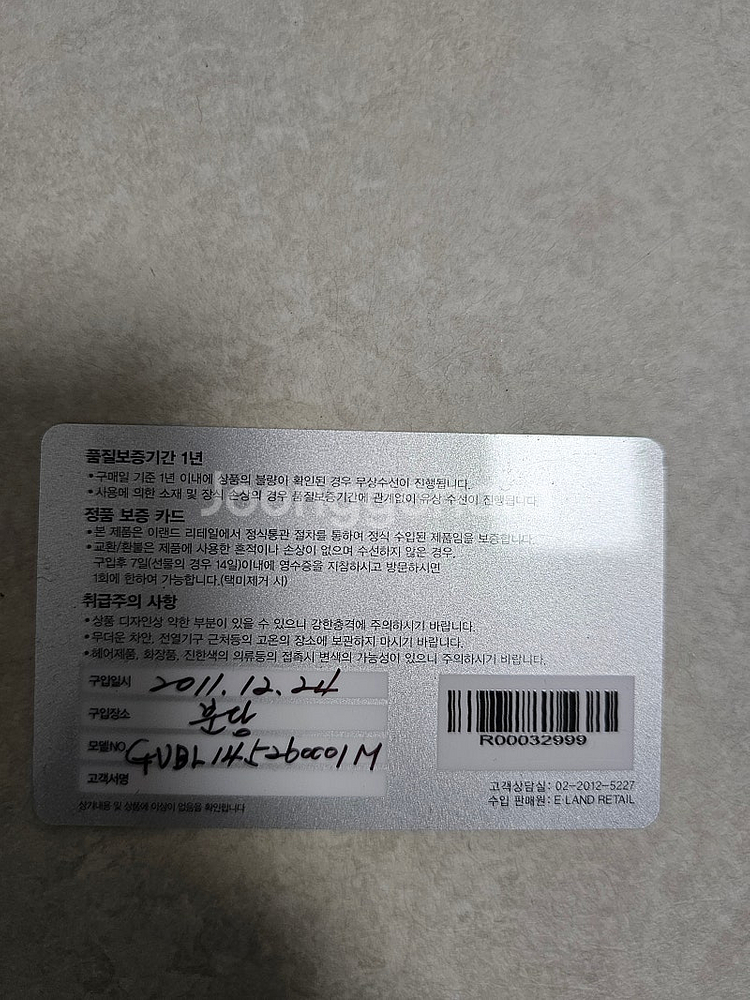 품질보증기간 1년
•구매일 기준 1년 이내에 상품의 불량이 확인된 경우 무상수선이 진행됩니다.
•사용에 의한 소재 및 장식 손상의 경우 품질보증기간에 관계없이 유상 수선이 진행됩니다
정품 보증 카드
•본 제품은 이랜드 리테일에서 정식통관 절차를 통하여 정식 수입된 제품임을 보증합니다.
•교환/환불은 제품에 사용한 흔적이나 손상이 없으며 수선하지 않은 경우.
구입후 7일(선물의 경우 14일)이내에 영수증을 지참하시고 방문하시면
1회에 한하여 가능합니다.(택미제거 시)
취급주의 사항
•상품 디자인상 약한 부분이 있을 수 있으니 강한충격에 주의하시기 바랍니다.
•무더운 차안, 전열기구 근처등의 고온의 장소에 보관하지 마시기 바랍니다.
•헤어제품, 화장품, 진한색의 의류등의 접촉시 변색의 가능성이 있으니 주의하시기 바랍니다.
구입일시 2011.12.24
구입장소 분당
모델NO GVBL145260001M
고객서명
상기내용 및 상품에 이상이 없음을 확인합니다
R00032999
고객상담실: 02-2012-5227
수입 판매원: E·LAND RETAIL